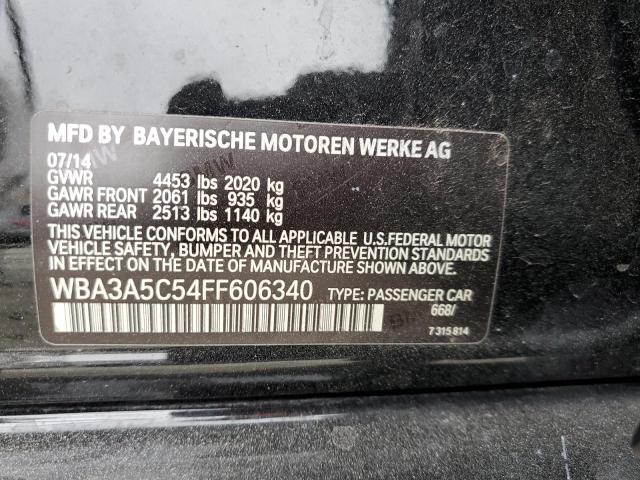 MFD BY BAYERISCHE MOTOREN WERKE AG
07/14
GVWR 4453 lbs 2020 kg
GAWR FRONT 2061 lbs 935 kg
GAWR REAR 2513 lbs 1140 kg
THIS VEHICLE CONFORMS TO ALL APPLICABLE U.S.FEDERAL MOTOR
VEHICLE SAFETY, BUMPER AND THEFT PREVENTION STANDARDS
IN EFFECT ON THE DATE OF MANUFACTURE SHOWN ABOVE.
WBA3A5C54FF606340 TYPE: PASSENGER CAR
668/
7 315 814